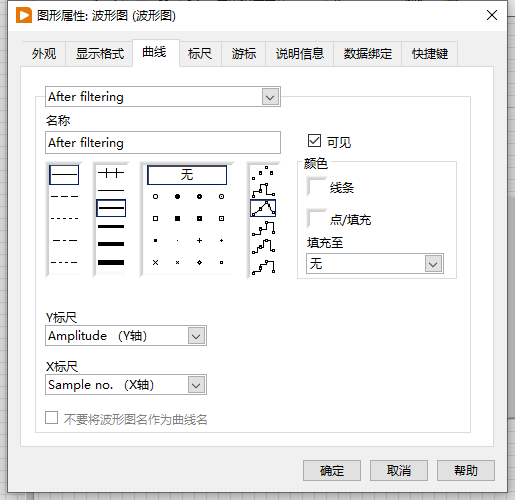 图形属性: 波形图 (波形图)
外观 显示格式 曲线 标尺 游标 说明信息 数据绑定 快捷键
After filtering
名称
After filtering
可见
无
颜色
线条
点/填充
填充至
无
Y标尺
Amplitude （Y轴）
X标尺
Sample no. （X轴）
不要将波形图名作为曲线名
确定 取消 帮助